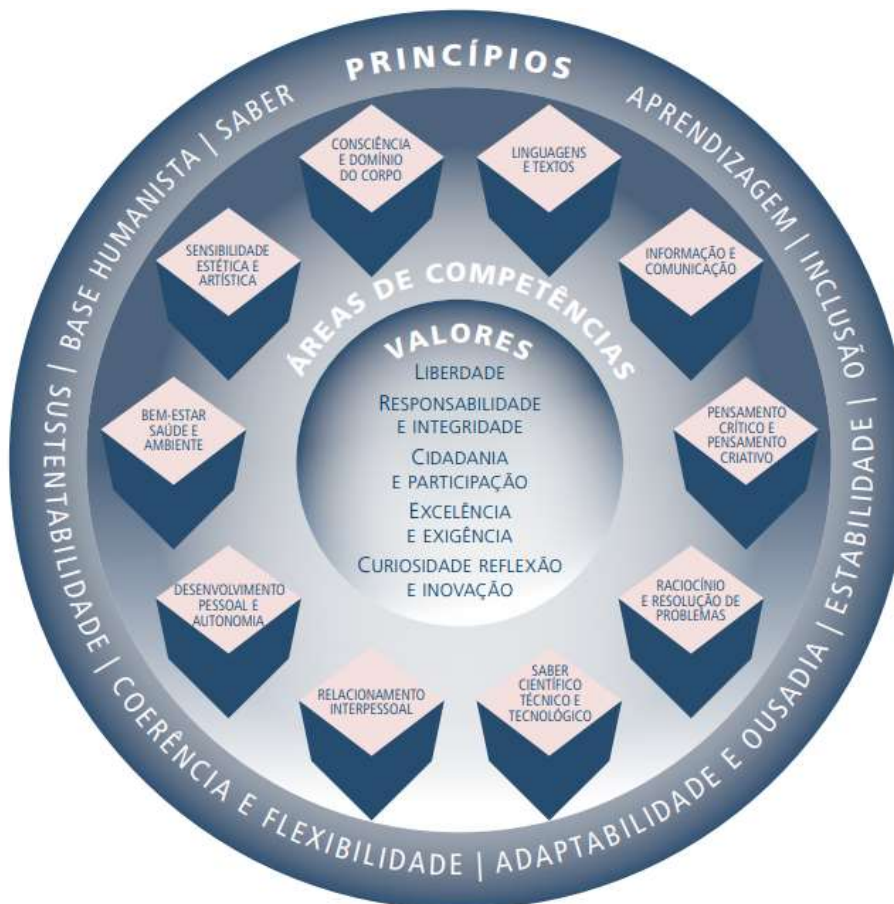 PRINCÍPIOS
APRENDIZAGEM | INCLUSÃO | ESTABILIDADE | ADAPTABILIDADE E OUSADIA | COERÊNCIA E FLEXIBILIDADE | SUSTENTABILIDADE | BASE HUMANISTA | SABER
ÁREAS DE COMPETÊNCIAS
LINGUAGENS
E TEXTOS
INFORMAÇÃO E
COMUNICAÇÃO
PENSAMENTO
CRÍTICO E
PENSAMENTO
CRIATIVO
RACIOCÍNIO
E RESOLUÇÃO DE
PROBLEMAS
SABER
CIENTÍFICO
TÉCNICO E
TECNOLÓGICO
RELACIONAMENTO
INTERPESSOAL
DESENVOLVIMENTO
PESSOAL E
AUTONOMIA
BEM-ESTAR
SAÚDE E
AMBIENTE
SENSIBILIDADE
ESTÉTICA E
ARTÍSTICA
CONSCIÊNCIA
E DOMÍNIO
DO CORPO
VALORES
LIBERDADE
RESPONSABILIDADE
E INTEGRIDADE
CIDADANIA
E PARTICIPAÇÃO
EXCELÊNCIA
E EXIGÊNCIA
CURIOSIDADE REFLEXÃO
E INOVAÇÃO